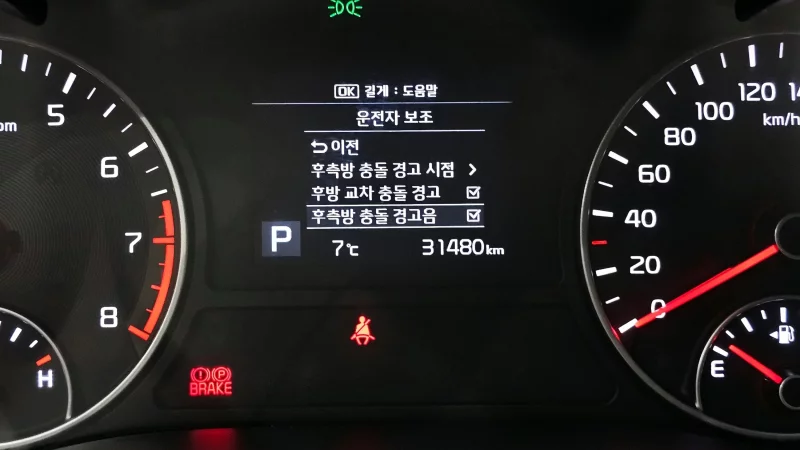 OK 길게 : 도움말
운전자 보조
이전
후측방 충돌 경고 시점 >
후방 교차 충돌 경고
후측방 충돌 경고음
P
7℃
31480km
5
6
7
8
H
BRAKE
P
0
20
40
60
80
100
120
km/h
E